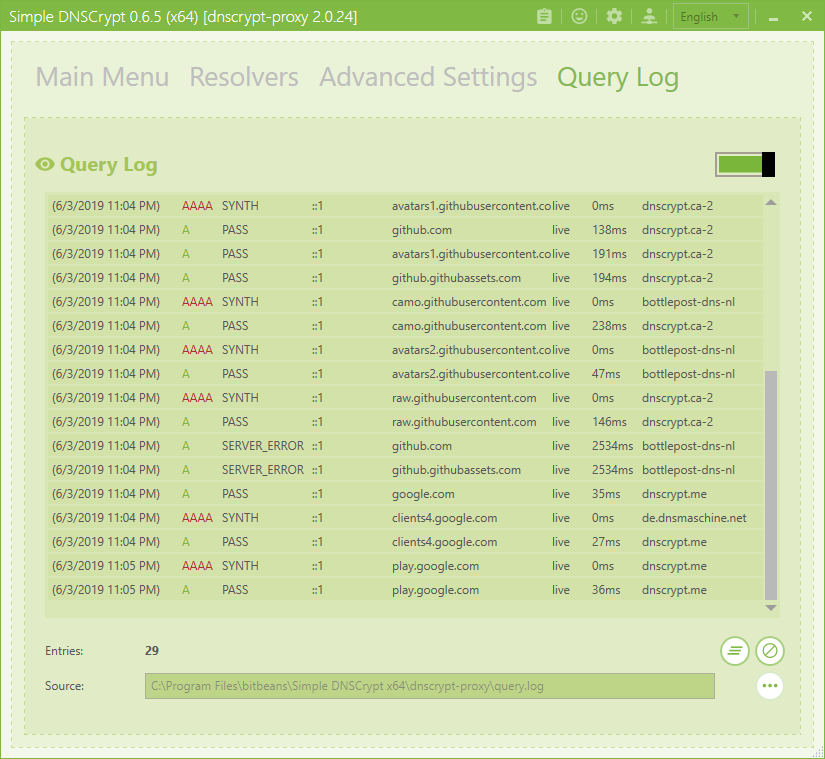 Simple DNSCrypt 0.6.5 (x64) [dnscrypt-proxy 2.0.24] English
Main Menu Resolvers Advanced Settings Query Log
Query Log
(6/3/2019 11:04 PM) AAAA SYNTH ::1 avatars1.githubusercontent.co live 0ms dnscrypt.ca-2
(6/3/2019 11:04 PM) A PASS ::1 github.com live 138ms dnscrypt.ca-2
(6/3/2019 11:04 PM) A PASS ::1 avatars1.githubusercontent.co live 191ms dnscrypt.ca-2
(6/3/2019 11:04 PM) A PASS ::1 github.githubassets.com live 194ms dnscrypt.ca-2
(6/3/2019 11:04 PM) AAAA SYNTH ::1 camo.githubusercontent.com live 0ms bottlepost-dns-nl
(6/3/2019 11:04 PM) A PASS ::1 camo.githubusercontent.com live 238ms dnscrypt.ca-2
(6/3/2019 11:04 PM) AAAA SYNTH ::1 avatars2.githubusercontent.co live 0ms bottlepost-dns-nl
(6/3/2019 11:04 PM) A PASS ::1 avatars2.githubusercontent.co live 47ms bottlepost-dns-nl
(6/3/2019 11:04 PM) AAAA SYNTH ::1 raw.githubusercontent.com live 0ms dnscrypt.ca-2
(6/3/2019 11:04 PM) A PASS ::1 raw.githubusercontent.com live 146ms dnscrypt.ca-2
(6/3/2019 11:04 PM) A SERVER_ERROR ::1 github.com live 2534ms bottlepost-dns-nl
(6/3/2019 11:04 PM) A SERVER_ERROR ::1 github.githubassets.com live 2534ms bottlepost-dns-nl
(6/3/2019 11:04 PM) A PASS ::1 google.com live 35ms dnscrypt.me
(6/3/2019 11:04 PM) AAAA SYNTH ::1 clients4.google.com live 0ms de.dnsmaschine.net
(6/3/2019 11:04 PM) A PASS ::1 clients4.google.com live 27ms dnscrypt.me
(6/3/2019 11:05 PM) AAAA SYNTH ::1 play.google.com live 0ms dnscrypt.me
(6/3/2019 11:05 PM) A PASS ::1 play.google.com live 36ms dnscrypt.me
Entries: 29
Source: C:\Program Files\bitbeans\Simple DNSCrypt x64\dnscrypt-proxy\query.log